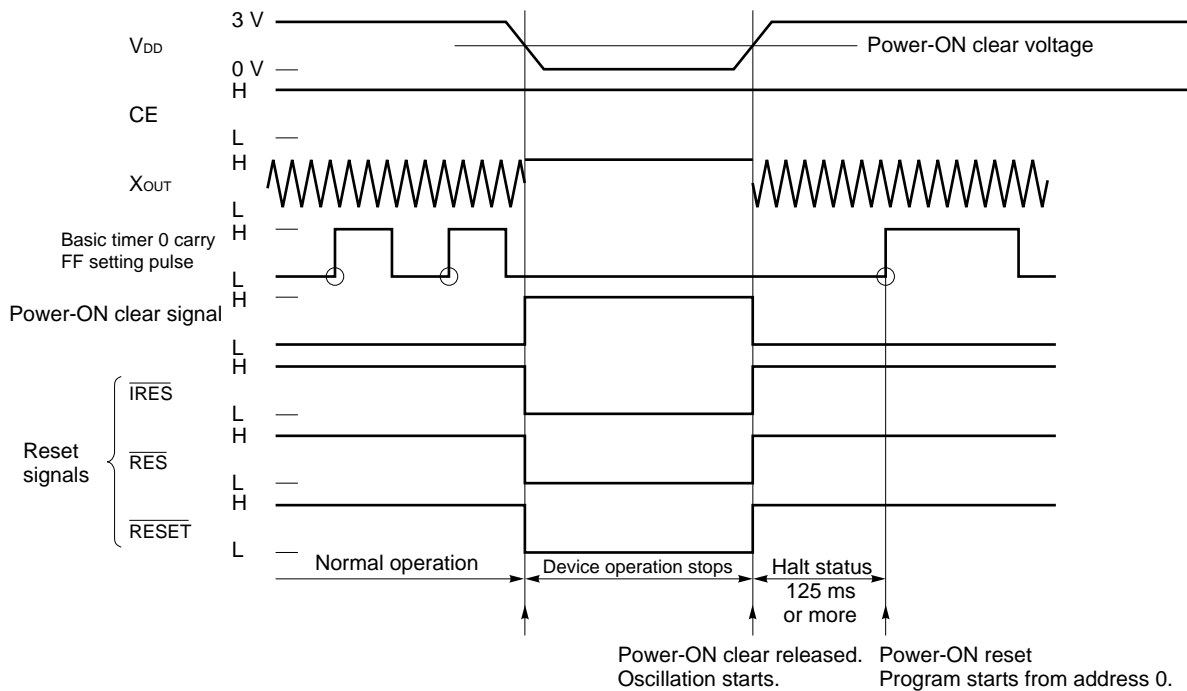 3 V
VDD
Power-ON clear voltage
0 V
H
CE
L
H
XOUT
L
H
Basic timer 0 carry
FF setting pulse
L
H
Power-ON clear signal
L
H
IRES
L
H
Reset
signals
RES
L
H
RESET
L
Normal operation
Device operation stops
Halt status
125 ms
or more
Power-ON clear released.
Oscillation starts.
Power-ON reset
Program starts from address 0.